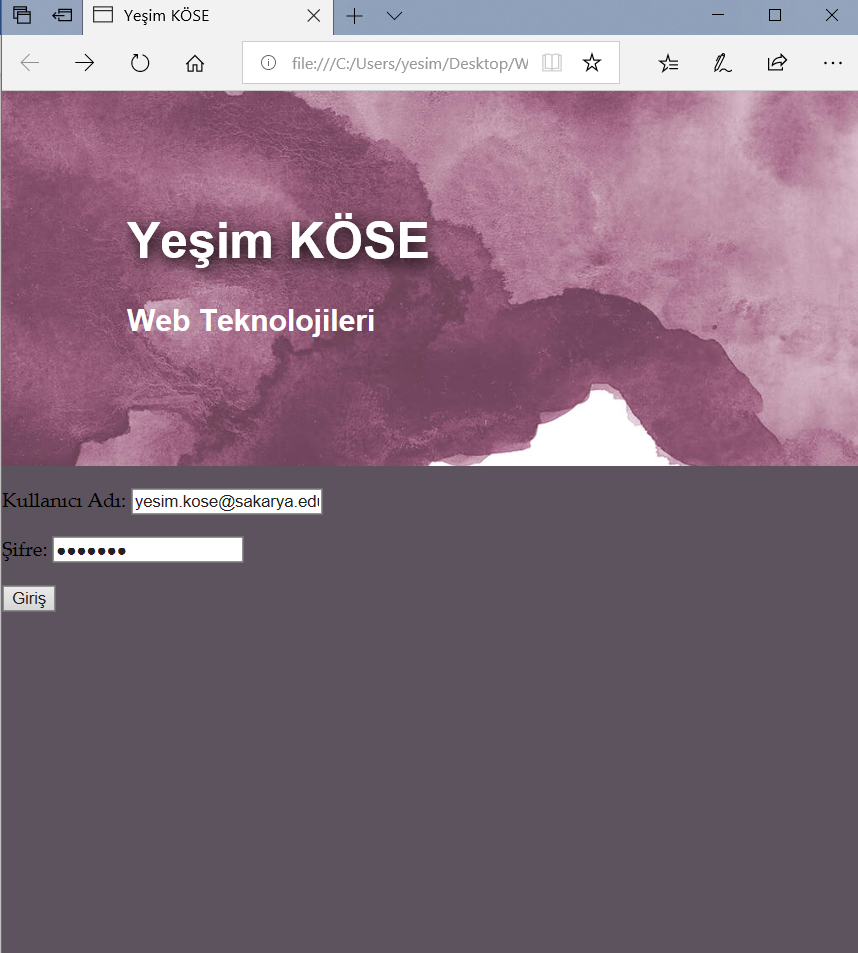 Yeşim KÖSE
file:///C:/Users/yesim/Desktop/W
Yeşim KÖSE
Web Teknolojileri
Kullanıcı Adı: yesim.kose@sakarya.edu
Şifre: •••••••
Giriş